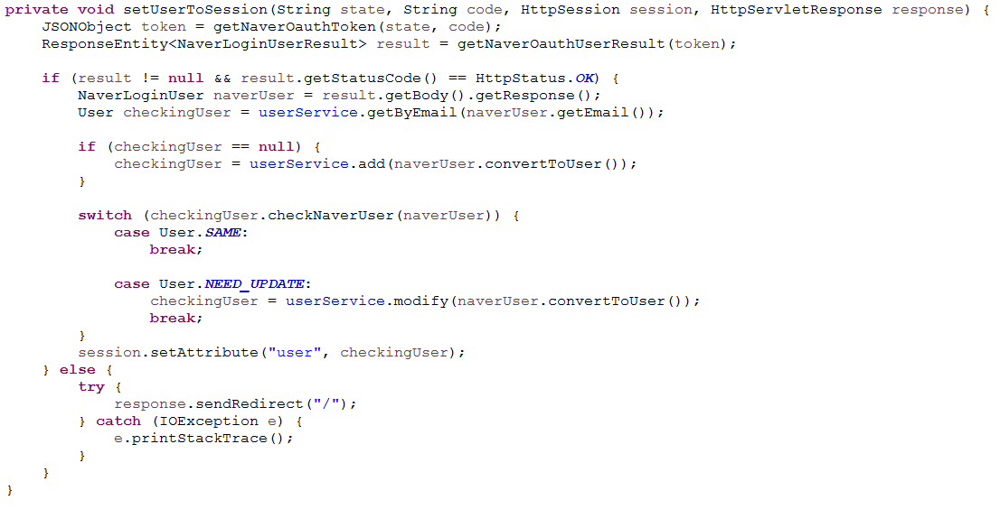 private void setUserToSession(String state, String code, HttpSession session, HttpServletResponse response) {
    JSONObject token = getNaverOauthToken(state, code);
    ResponseEntity<NaverLoginUserResult> result = getNaverOauthUserResult(token);

    if (result != null && result.getStatusCode() == HttpStatus.OK) {
        NaverLoginUser naverUser = result.getBody().getResponse();
        User checkingUser = userService.getByEmail(naverUser.getEmail());

        if (checkingUser == null) {
            checkingUser = userService.add(naverUser.convertToUser());
        }

        switch (checkingUser.checkNaverUser(naverUser)) {
            case User.SAME:
                break;

            case User.NEED_UPDATE:
                checkingUser = userService.modify(naverUser.convertToUser());
                break;
        }
        session.setAttribute("user", checkingUser);
    } else {
        try {
            response.sendRedirect("/");
        } catch (IOException e) {
            e.printStackTrace();
        }
    }
}